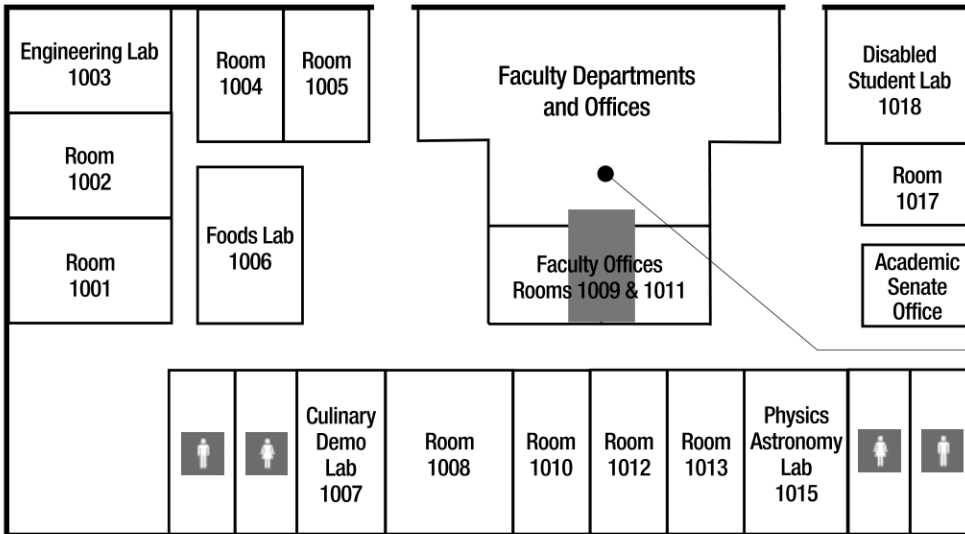 Engineering Lab
1003
Room
1004
Room
1005
Faculty Departments
and Offices
Disabled
Student Lab
1018
Room
1002
Room
1017
Foods Lab
1006
Room
1001
Faculty Offices
Rooms 1009 & 1011
Academic
Senate
Office
Culinary
Demo
Lab
1007
Room
1008
Room
1010
Room
1012
Room
1013
Physics
Astronomy
Lab
1015